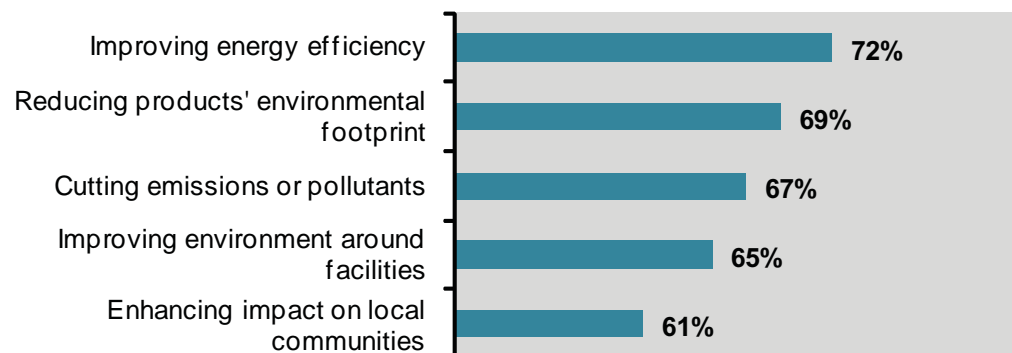 Improving energy efficiency
72%
Reducing products' environmental
footprint
69%
Cutting emissions or pollutants
67%
Improving environment around
facilities
65%
Enhancing impact on local
communities
61%